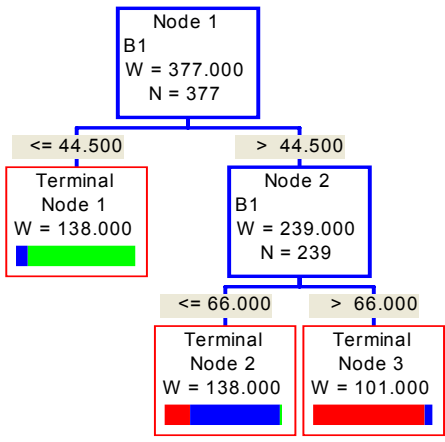 Node 1
B1
W = 377.000
N = 377
<= 44.500
> 44.500
Terminal
Node 1
W = 138.000
Node 2
B1
W = 239.000
N = 239
<= 66.000
> 66.000
Terminal
Node 2
W = 138.000
Terminal
Node 3
W = 101.000